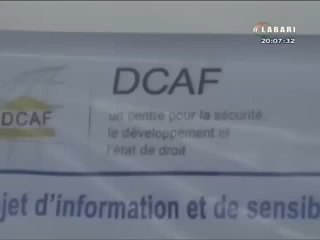 LABARI
20:07:32
DCAF
DCAF
un centre pour la sécurité,
le développement et
l'état de droit
jet d'information et de sensib